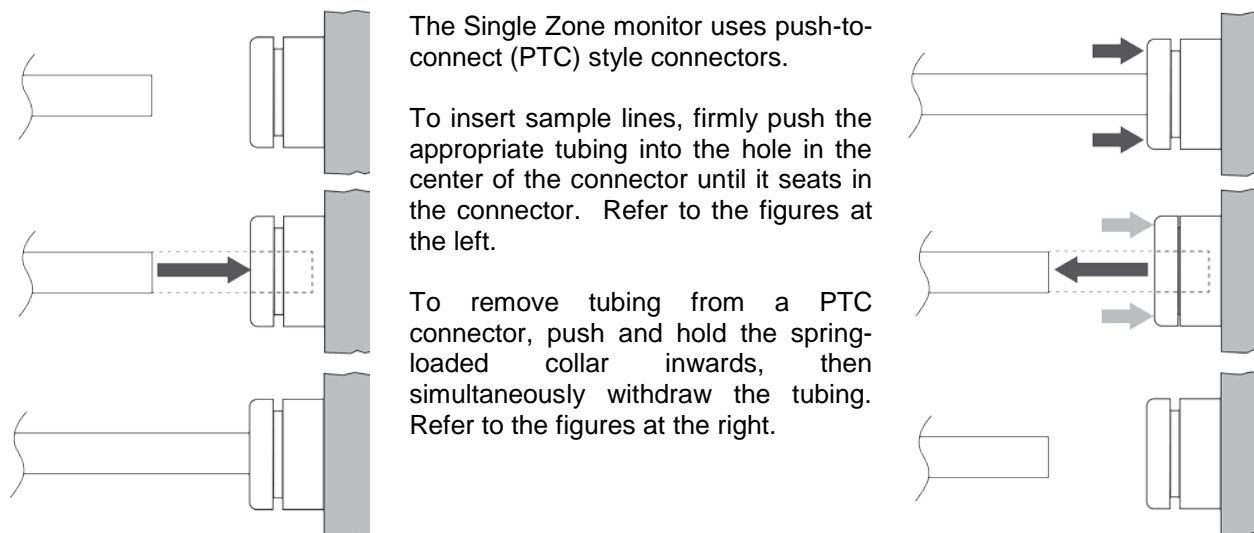 The Single Zone monitor uses push-to-
connect (PTC) style connectors.
To insert sample lines, firmly push the
appropriate tubing into the hole in the
center of the connector until it seats in
the connector.  Refer to the figures at
the left.
To remove tubing from a PTC
connector, push and hold the spring-
loaded collar inwards, then
simultaneously withdraw the tubing.
Refer to the figures at the right.